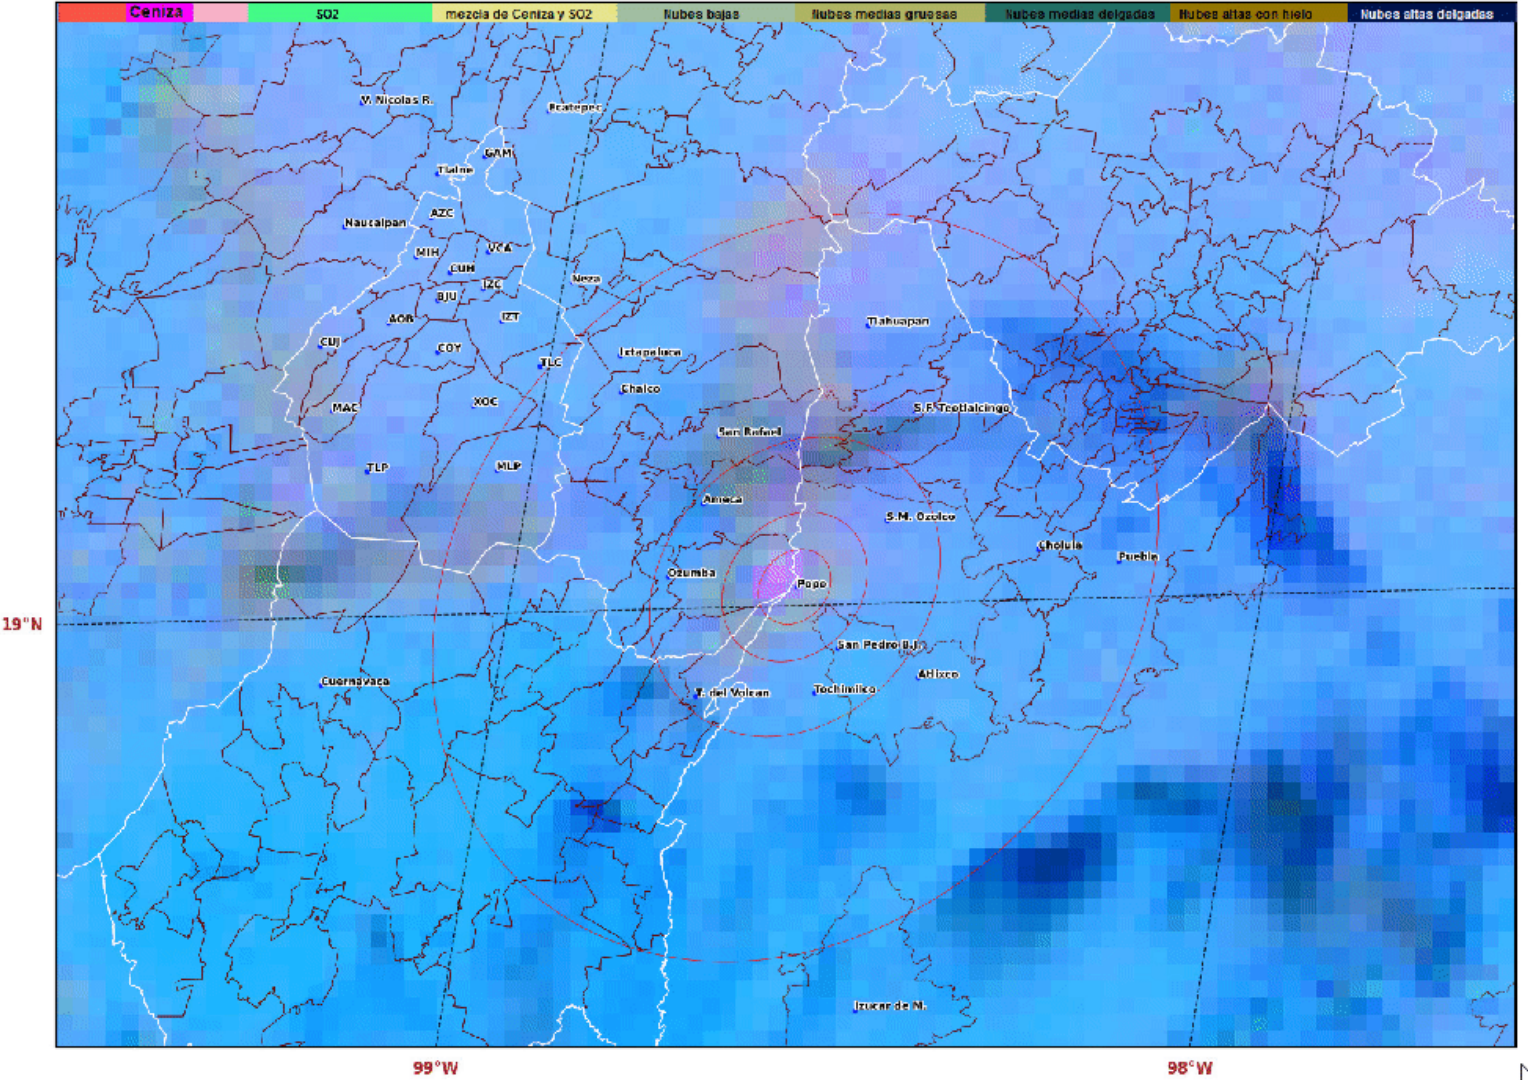 Ceniza SO2 mezcla de Ceniza y SO2 Nubes bajas Nubes medias gruesas Nubes medias delgadas Nubes altas con hielo Nubes altas delgadas
V. Nicolas R.
Ecatepec
GAM
Tlalne
AZC
Naucalpan
MIH
VCA
CUH
Neza
IZC
BJU
AOB
IZT
Tlahuapan
CUJ
COY
Ixtapaluca
TLC
Chalco
MAC
XOC
S.F. Teotlalcingo
San Rafael
TLP
MLP
Ameca
S.M. Ozolco
Cholula
Puebla
Ozumba
Popo
19°N
San Pedro B.J.
Atlixco
Cuernavaca
T. del Volcan
Tochimilco
Izucar de M.
99°W
98°W